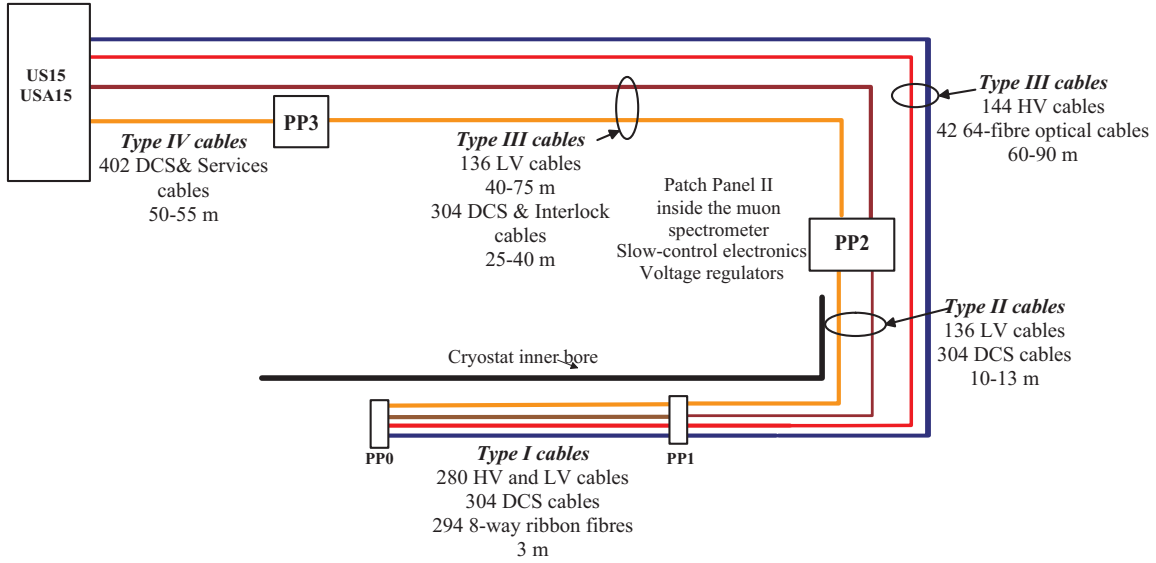 US15
USA15
PP3
Type IV cables
402 DCS& Services
cables
50-55 m
Type III cables
136 LV cables
40-75 m
304 DCS & Interlock
cables
25-40 m
Type III cables
144 HV cables
42 64-fibre optical cables
60-90 m
Patch Panel II
inside the muon
spectrometer
Slow-control electronics
Voltage regulators
PP2
Type II cables
136 LV cables
304 DCS cables
10-13 m
Cryostat inner bore
PP0
PP1
Type I cables
280 HV and LV cables
304 DCS cables
294 8-way ribbon fibres
3 m